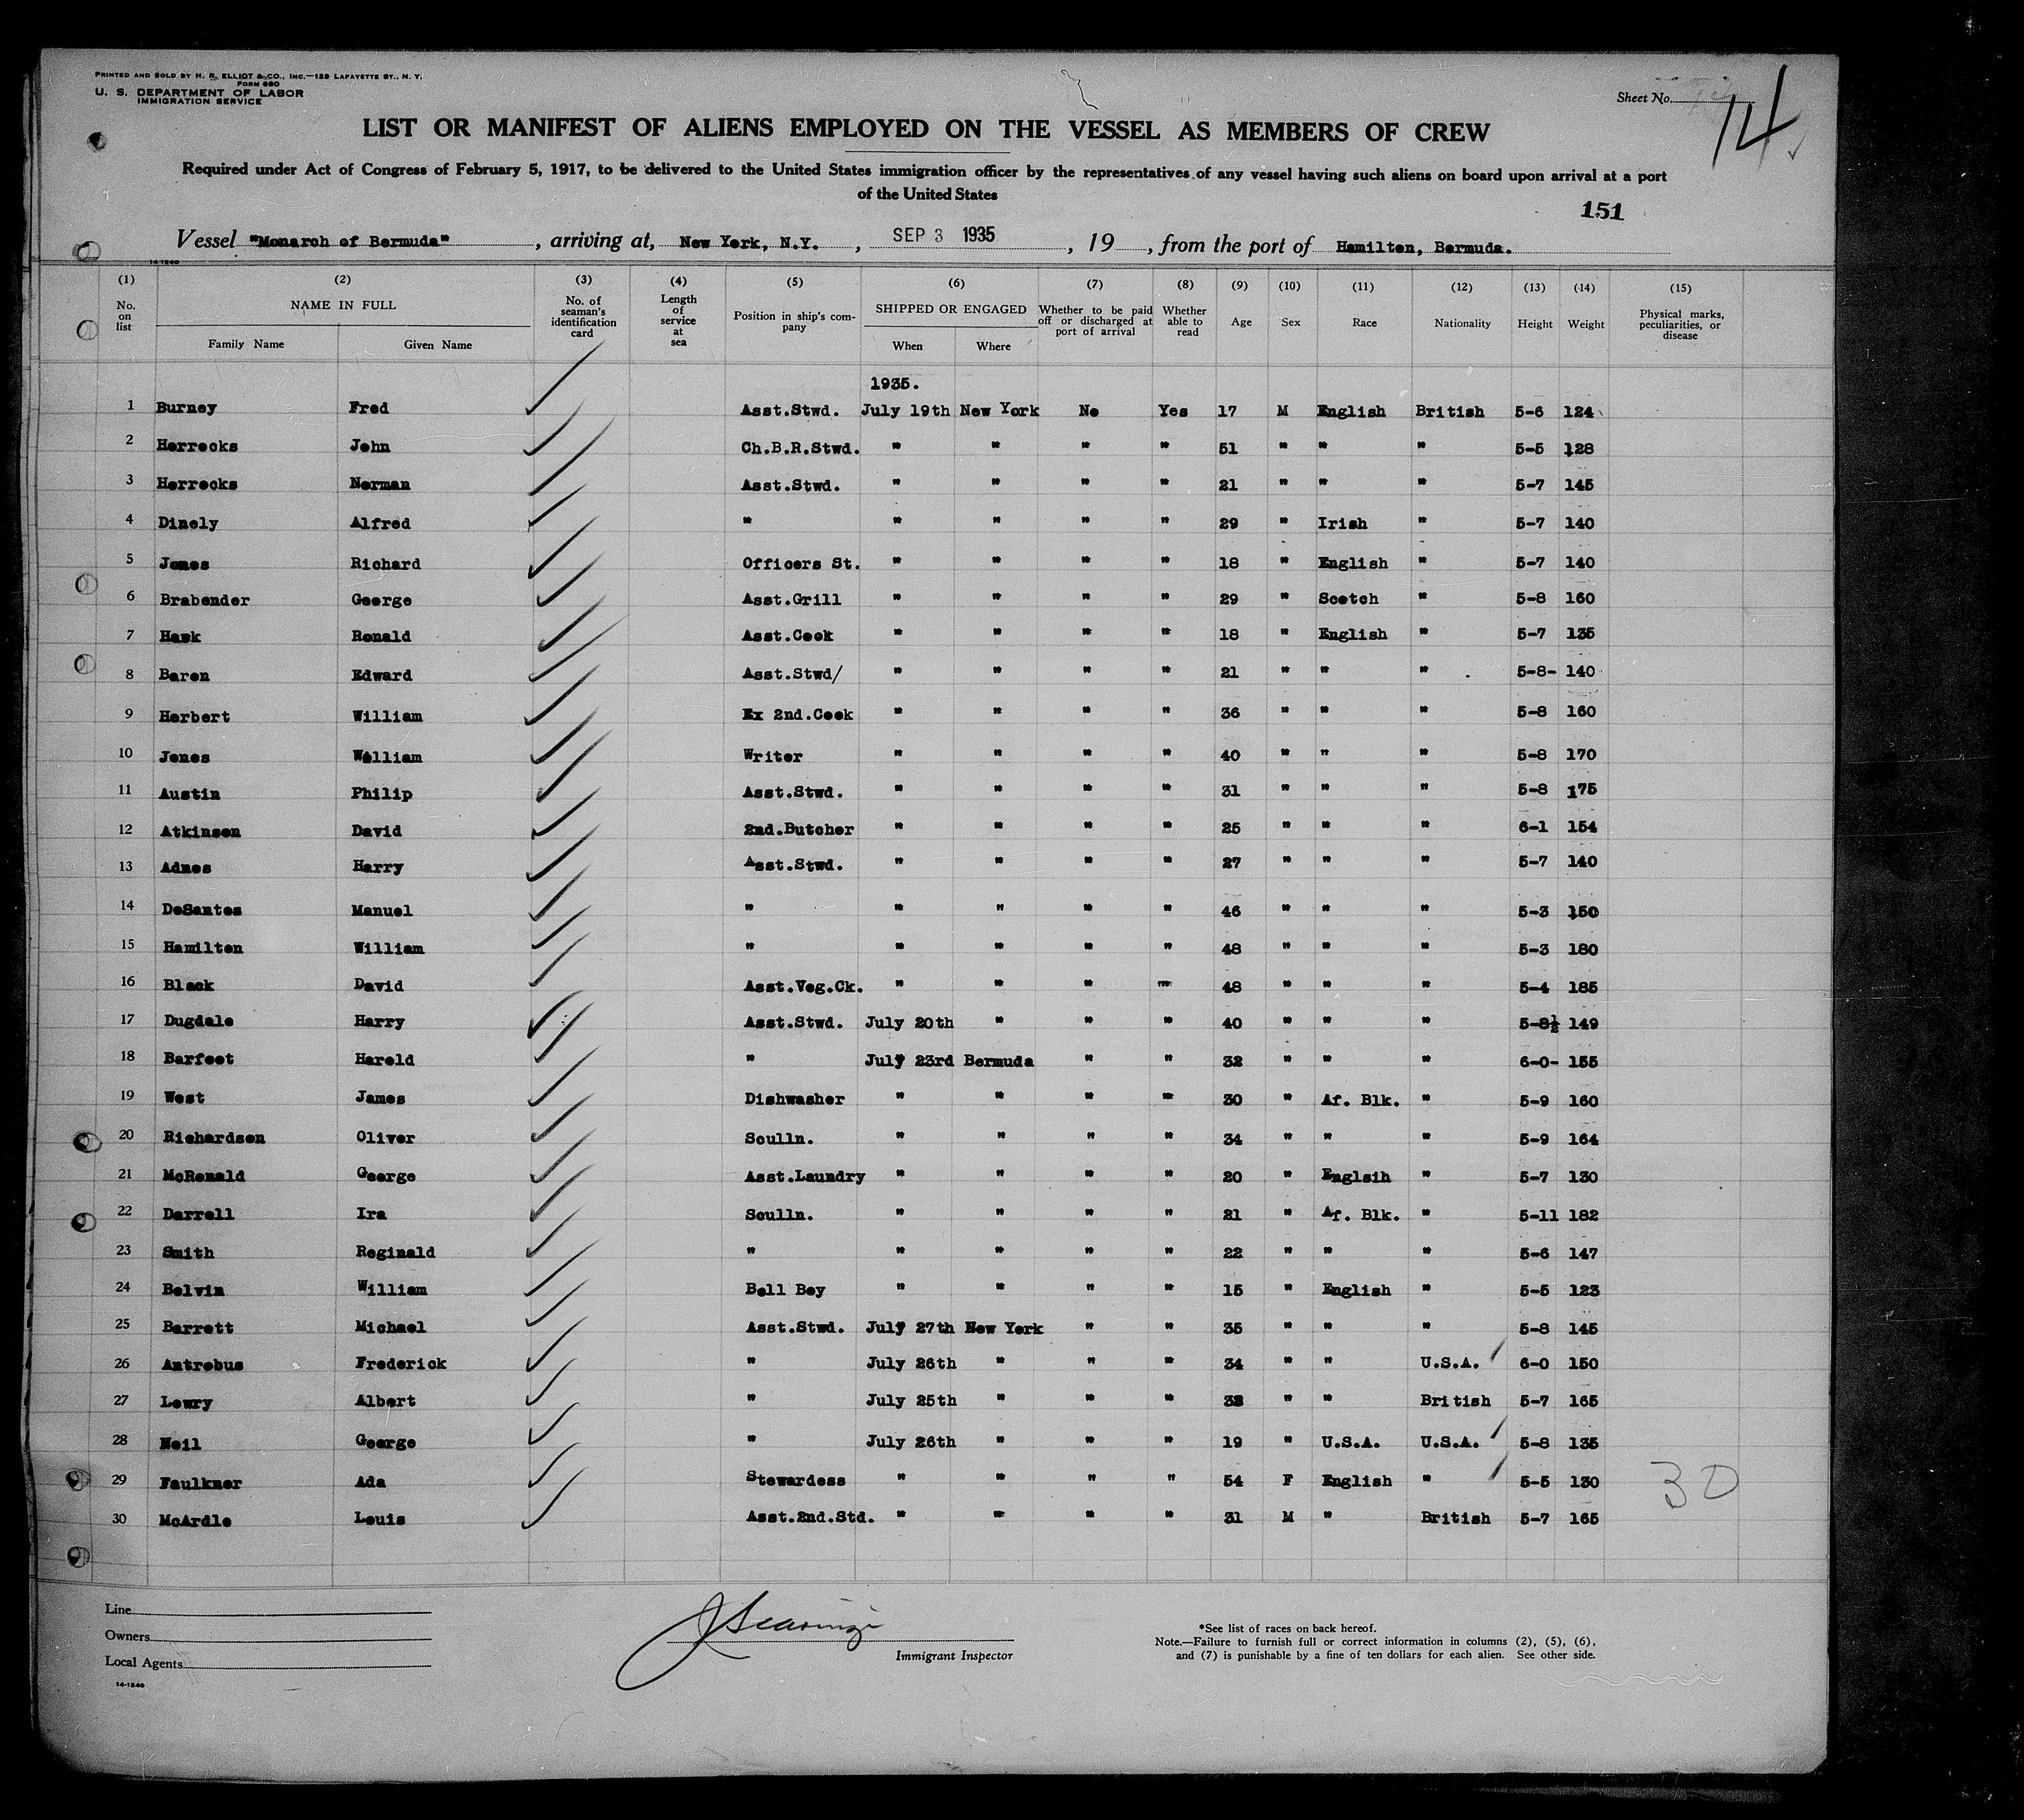 PRINTED AND SOLD BY H. R. ELLIOT & CO., INC.—129 LAFAYETTE ST., N. Y.
FORM 680
U. S. DEPARTMENT OF LABOR
IMMIGRATION SERVICE
Sheet No. 14
LIST OR MANIFEST OF ALIENS EMPLOYED ON THE VESSEL AS MEMBERS OF CREW
Required under Act of Congress of February 5, 1917, to be delivered to the United States immigration officer by the representatives of any vessel having such aliens on board upon arrival at a port
of the United States
151
Vessel "Monarch of Bermuda", arriving at, New York, N.Y., SEP 3 1935, 19, from the port of Hamilton, Bermuda.
14-1240
(1) (2) (3) (4) (5) (6) (7) (8) (9) (10) (11) (12) (13) (14) (15)
No. on list NAME IN FULL Family Name Given Name No. of seaman's identification card Length of service at sea Position in ship's company SHIPPED OR ENGAGED When Where Whether to be paid off or discharged at port of arrival Whether able to read Age Sex Race Nationality Height Weight Physical marks, peculiarities, or disease
1935.
1 Burney Fred Asst.Stwd. July 19th New York No Yes 17 M English British 5-6 124
2 Horrocks John Ch.B.R.Stwd. " " " " 51 " " " 5-5 128
3 Horrocks Norman Asst.Stwd. " " " " 21 " " " 5-7 145
4 Dinely Alfred " " " " " 29 " Irish " 5-7 140
5 Jones Richard Officers St. " " " " 18 " English " 5-7 140
6 Brabender George Asst.Grill " " " " 29 " Scotch " 5-8 160
7 Hawk Ronald Asst.Cook " " " " 18 " English " 5-7 135
8 Baron Edward Asst.Stwd/ " " " " 21 " " " 5-8- 140
9 Herbert William Ex 2nd.Cook " " " " 36 " " " 5-8 160
10 Jones William Writer " " " " 40 " " " 5-8 170
11 Austin Philip Asst.Stwd. " " " " 31 " " " 5-8 175
12 Atkinson David 2nd.Butcher " " " " 25 " " " 6-1 154
13 Adnes Harry Asst.Stwd. " " " " 27 " " " 5-7 140
14 DeSantos Manuel " " " " " 46 " " " 5-3 150
15 Hamilton William " " " " " 48 " " " 5-3 180
16 Black David Asst.Veg.Ck. " " " " 48 " " " 5-4 185
17 Dugdale Harry Asst.Stwd. July 20th " " " 40 " " " 5-8½ 149
18 Barfoot Harold " July 23rd Bermuda " " 32 " " " 6-0- 155
19 West James Dishwasher " " " " 30 " Af. Blk. " 5-9 160
20 Richardson Oliver Sculln. " " " " 34 " " " 5-9 164
21 McRonald George Asst.Laundry " " " " 20 " Englsih " 5-7 130
22 Darrell Ira Sculln. " " " " 21 " Af. Blk. " 5-11 182
23 Smith Reginald " " " " " 22 " " " 5-6 147
24 Belvin William Bell Boy " " " " 15 " English " 5-5 123
25 Barrett Michael Asst.Stwd. July 27th New York " " 35 " " " 5-8 145
26 Antrobus Frederick " July 26th " " " 34 " " U.S.A. 6-0 150
27 Lowry Albert " July 25th " " " 38 " " British 5-7 165
28 Neil George " July 26th " " " 19 " U.S.A. U.S.A. 5-8 135
29 Faulkner Ada Stewardess " " " " 54 F English " 5-5 130 30
30 McArdle Louis Asst.2nd.Std. " " " " 31 M " British 5-7 165
Line
Owners
Local Agents
14-1240
Immigrant Inspector
*See list of races on back hereof.
Note.—Failure to furnish full or correct information in columns (2), (5), (6),
and (7) is punishable by a fine of ten dollars for each alien. See other side.